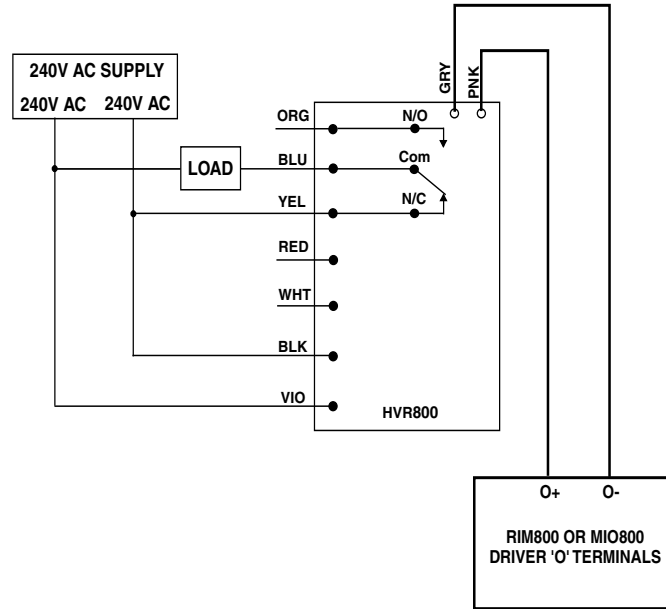 240V AC SUPPLY
240V AC 240V AC
GRY
PNK
ORG
N/O
BLU
LOAD
Com
YEL
N/C
RED
WHT
BLK
VIO
HVR800
O+ O-
RIM800 OR MIO800
DRIVER 'O' TERMINALS